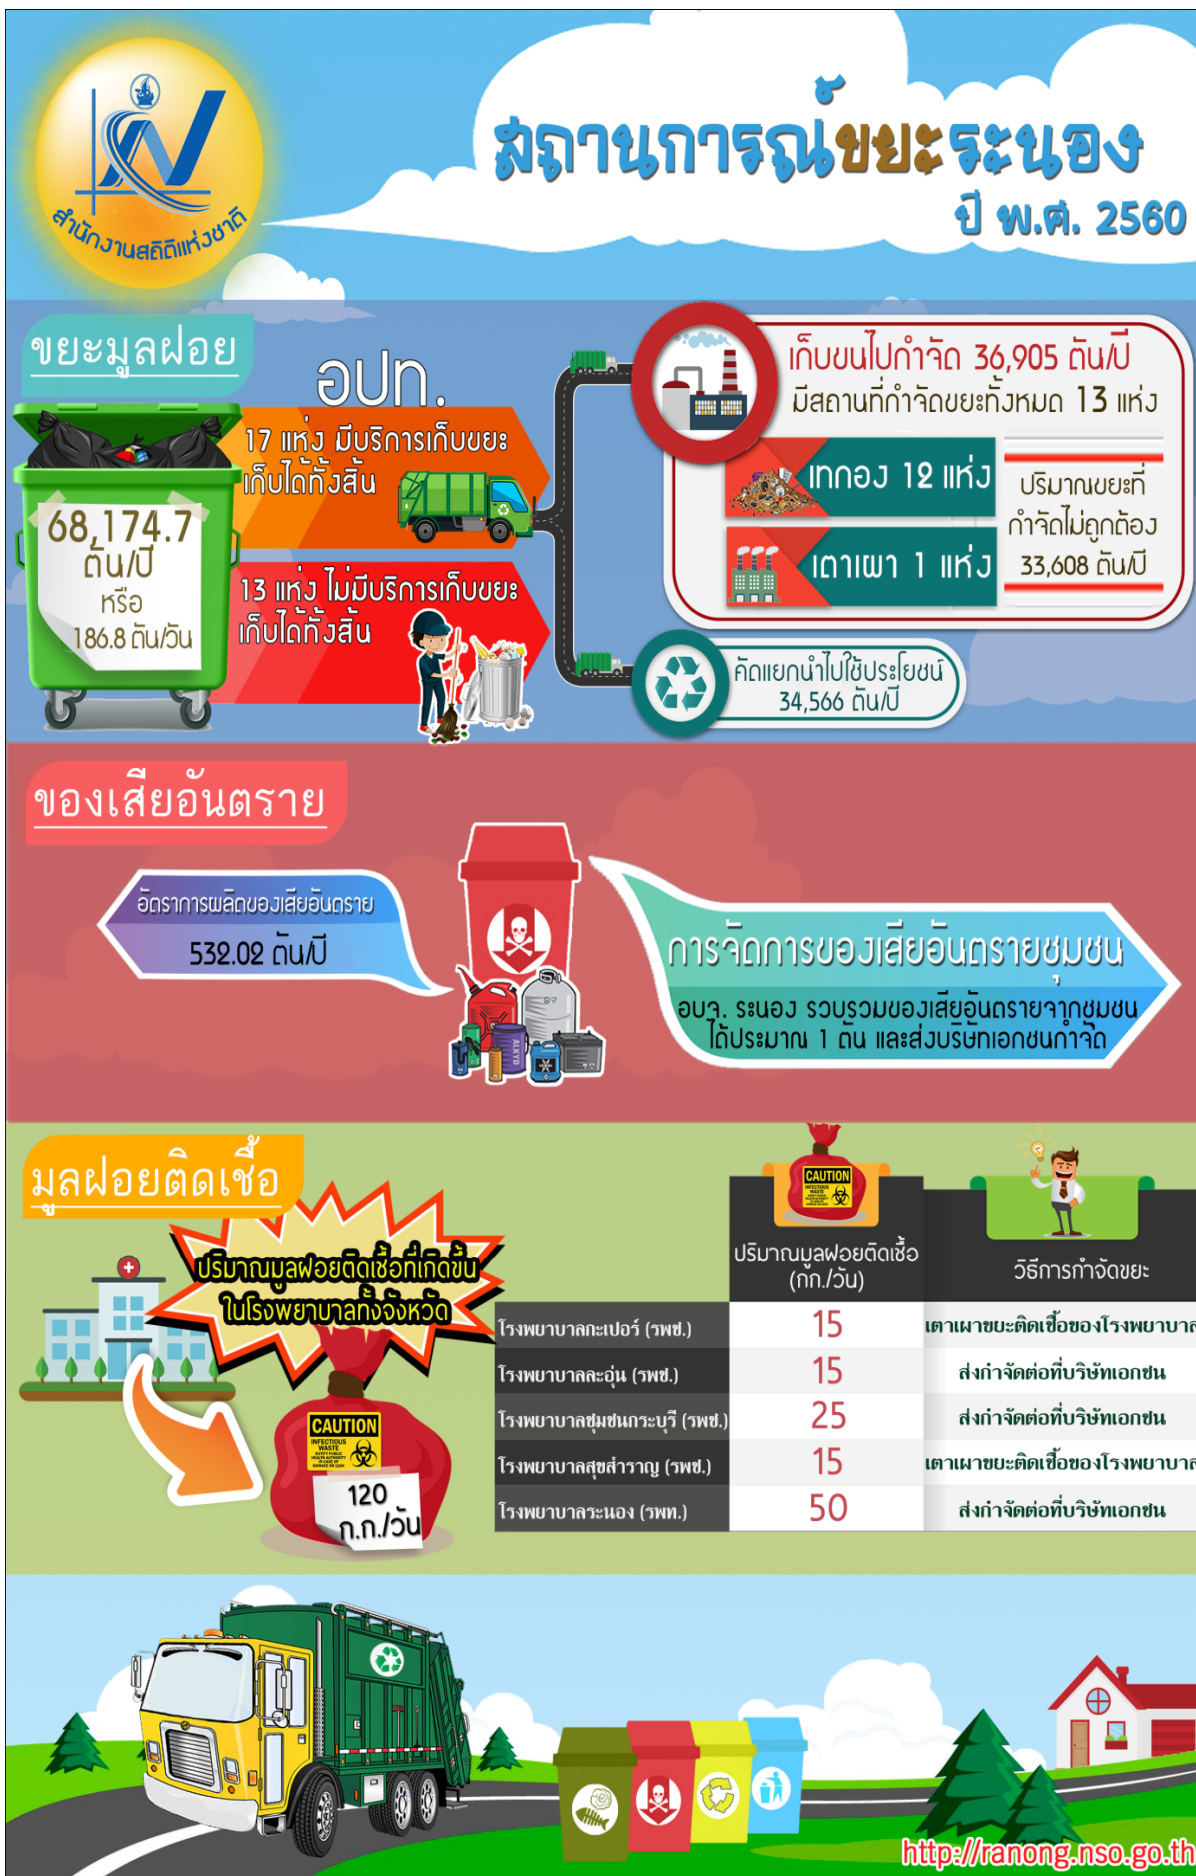 สำนักงานสถิติแห่งชาติ
สถานการณ์ขยะระนอง
ปี พ.ศ. 2560
ขยะมูลฝอย
68,174.7
ตัน/ปี
หรือ
186.8 ตัน/วัน
อปท.
17 แห่ง มีบริการเก็บขยะ
เก็บได้ทั้งสิ้น
13 แห่ง ไม่มีบริการเก็บขยะ
เก็บได้ทั้งสิ้น
เก็บขนไปกำจัด 36,905 ตัน/ปี
มีสถานที่กำจัดขยะทั้งหมด 13 แห่ง
เทกอง 12 แห่ง
เตาเผา 1 แห่ง
ปริมาณขยะที่
กำจัดไม่ถูกต้อง
33,608 ตัน/ปี
คัดแยกนำไปใช้ประโยชน์
34,566 ตัน/ปี
ของเสียอันตราย
อัตราการผลิตของเสียอันตราย
532.02 ตัน/ปี
ALKYD
การจัดการของเสียอันตรายชุมชน
อบจ. ระนอง รวบรวมของเสียอันตรายจากชุมชน
ได้ประมาณ 1 ตัน และส่งบริษัทเอกชนกำจัด
มูลฝอยติดเชื้อ
ปริมาณมูลฝอยติดเชื้อที่เกิดขึ้น
ในโรงพยาบาลทั้งจังหวัด
CAUTION
INFECTIOUS
WASTE
120
ก.ก./วัน
CAUTION
INFECTIOUS
WASTE
ปริมาณมูลฝอยติดเชื้อ
(กก./วัน)
วิธีการกำจัดขยะ
โรงพยาบาลกะเปอร์ (รพช.) 15 เตาเผาขยะติดเชื้อของโรงพยาบาล
โรงพยาบาลละอุ่น (รพช.) 15 ส่งกำจัดต่อที่บริษัทเอกชน
โรงพยาบาลชุมชนกระบุรี (รพช.) 25 ส่งกำจัดต่อที่บริษัทเอกชน
โรงพยาบาลสุขสำราญ (รพช.) 15 เตาเผาขยะติดเชื้อของโรงพยาบาล
โรงพยาบาลระนอง (รพท.) 50 ส่งกำจัดต่อที่บริษัทเอกชน
http://ranong.nso.go.th